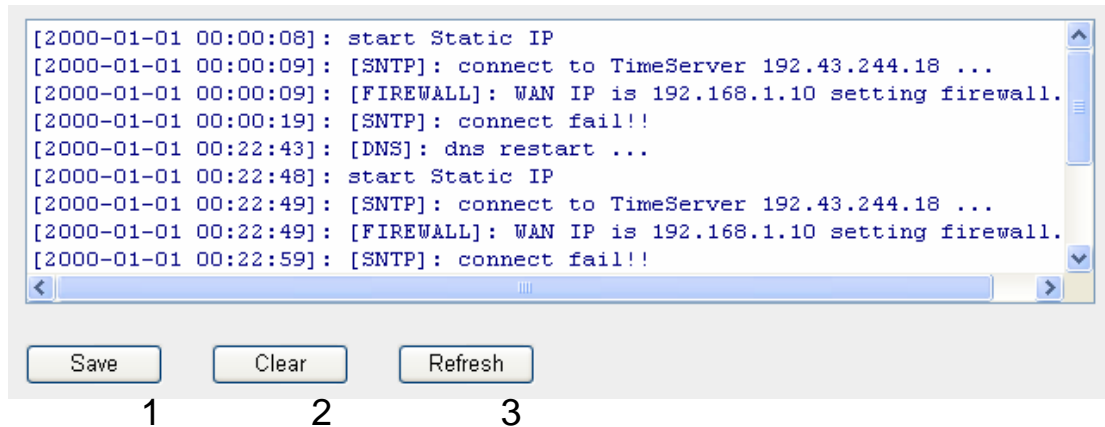 [2000-01-01 00:00:08]: start Static IP
[2000-01-01 00:00:09]: [SNTP]: connect to TimeServer 192.43.244.18 ...
[2000-01-01 00:00:09]: [FIREWALL]: WAN IP is 192.168.1.10 setting firewall.
[2000-01-01 00:00:19]: [SNTP]: connect fail!!
[2000-01-01 00:22:43]: [DNS]: dns restart ...
[2000-01-01 00:22:48]: start Static IP
[2000-01-01 00:22:49]: [SNTP]: connect to TimeServer 192.43.244.18 ...
[2000-01-01 00:22:49]: [FIREWALL]: WAN IP is 192.168.1.10 setting firewall.
[2000-01-01 00:22:59]: [SNTP]: connect fail!!
Save Clear Refresh
1 2 3